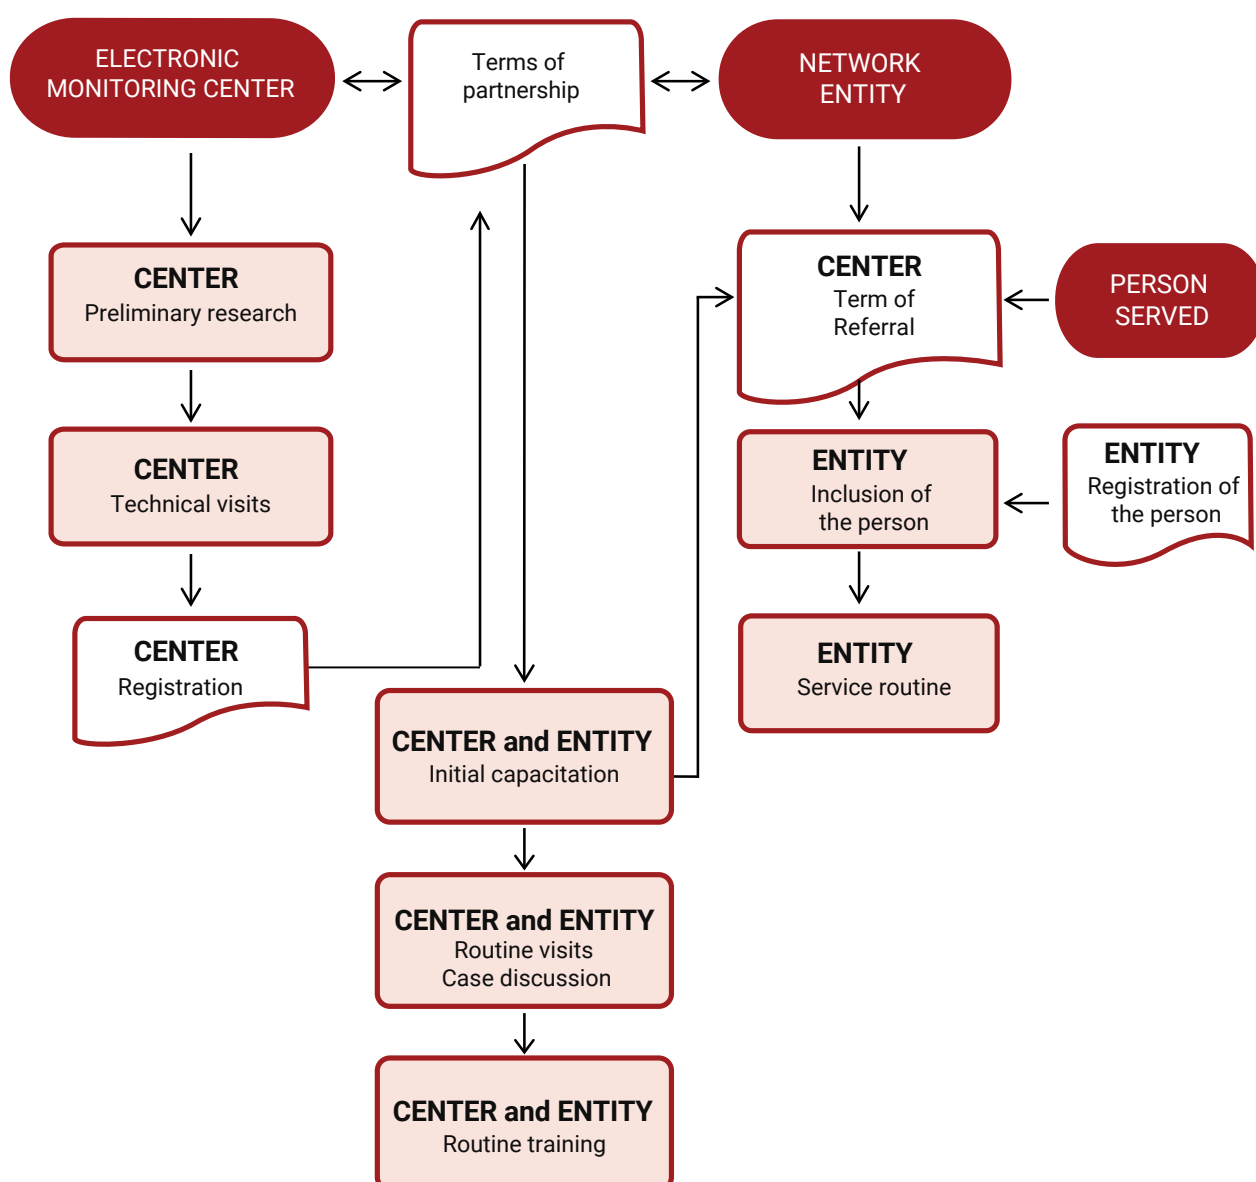 ELECTRONIC
MONITORING CENTER
Terms of
partnership
NETWORK
ENTITY
CENTER
Preliminary research
CENTER
Term of
Referral
PERSON
SERVED
CENTER
Technical visits
ENTITY
Inclusion of
the person
ENTITY
Registration of
the person
CENTER
Registration
ENTITY
Service routine
CENTER and ENTITY
Initial capacitation
CENTER and ENTITY
Routine visits
Case discussion
CENTER and ENTITY
Routine training